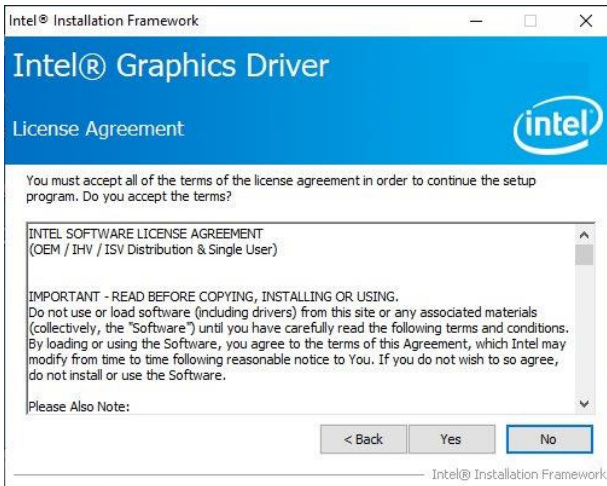 Intel® Installation Framework
Intel® Graphics Driver
License Agreement
intel
You must accept all of the terms of the license agreement in order to continue the setup
program. Do you accept the terms?
INTEL SOFTWARE LICENSE AGREEMENT
(OEM / IHV / ISV Distribution & Single User)
IMPORTANT - READ BEFORE COPYING, INSTALLING OR USING.
Do not use or load software (including drivers) from this site or any associated materials
(collectively, the "Software") until you have carefully read the following terms and conditions.
By loading or using the Software, you agree to the terms of this Agreement, which Intel may
modify from time to time following reasonable notice to You. If you do not wish to so agree,
do not install or use the Software.
Please Also Note:
< Back Yes No
Intel® Installation Framework